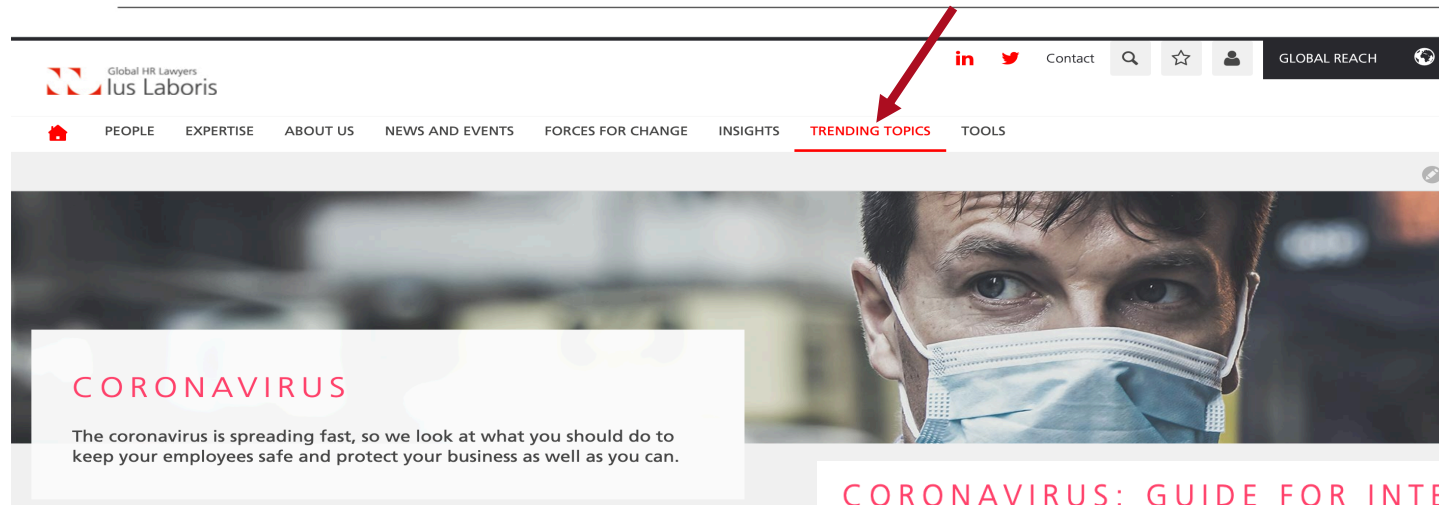 in
Contact
GLOBAL REACH
Global HR Lawyers
Ius Laboris
PEOPLE EXPERTISE ABOUT US NEWS AND EVENTS FORCES FOR CHANGE INSIGHTS TRENDING TOPICS TOOLS
CORONAVIRUS
The coronavirus is spreading fast, so we look at what you should do to
keep your employees safe and protect your business as well as you can.
CORONAVIRUS: GUIDE FOR